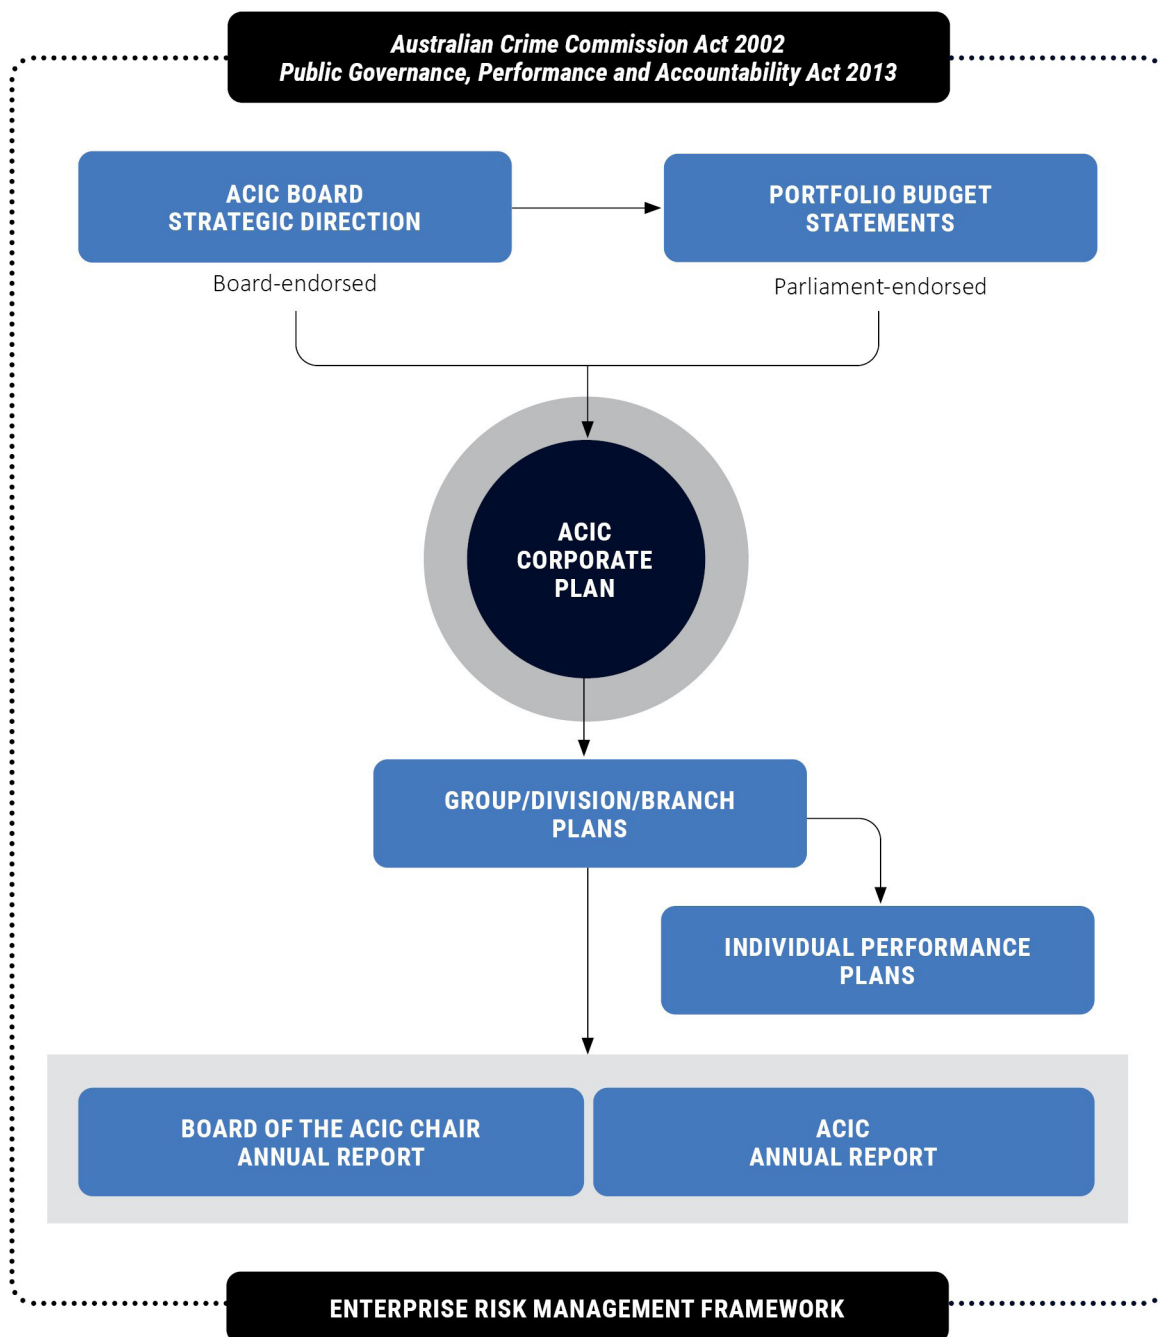 Australian Crime Commission Act 2002
Public Governance, Performance and Accountability Act 2013
ACIC BOARD
STRATEGIC DIRECTION
PORTFOLIO BUDGET
STATEMENTS
Board-endorsed
Parliament-endorsed
ACIC
CORPORATE
PLAN
GROUP/DIVISION/BRANCH
PLANS
INDIVIDUAL PERFORMANCE
PLANS
BOARD OF THE ACIC CHAIR
ANNUAL REPORT
ACIC
ANNUAL REPORT
ENTERPRISE RISK MANAGEMENT FRAMEWORK